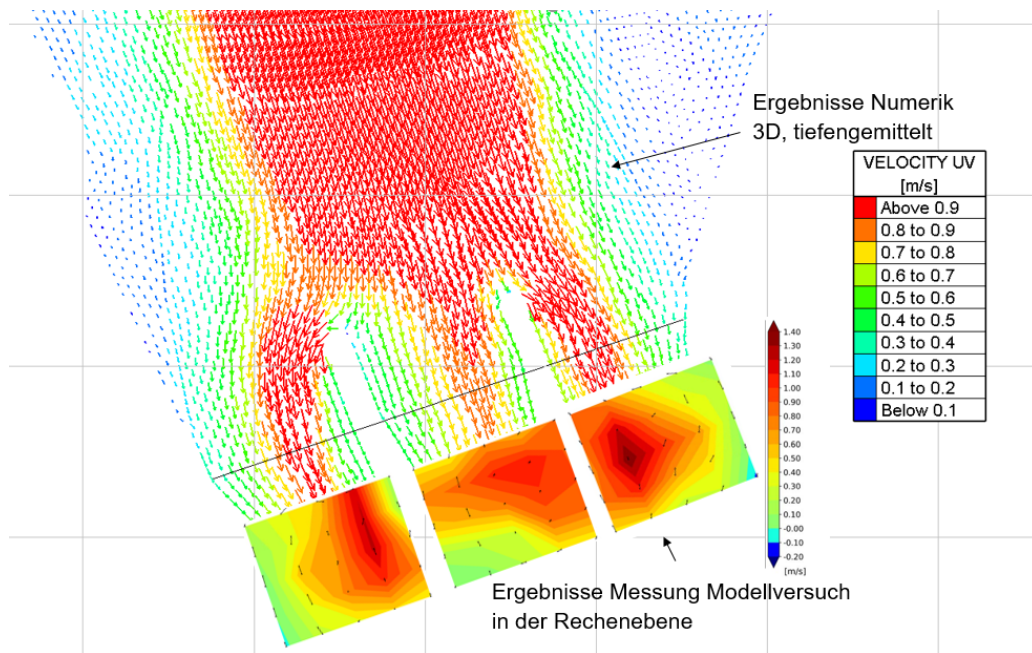 Ergebnisse Numerik
3D, tiefengemittelt
VELOCITY UV
[m/s]
Above 0.9
0.8 to 0.9
0.7 to 0.8
0.6 to 0.7
0.5 to 0.6
0.4 to 0.5
0.3 to 0.4
0.2 to 0.3
0.1 to 0.2
Below 0.1
1.40
1.30
1.20
1.10
1.00
0.90
0.80
0.70
0.60
0.50
0.40
0.30
0.20
0.10
-0.00
-0.10
-0.20
[m/s]
Ergebnisse Messung Modellversuch
in der Rechenebene